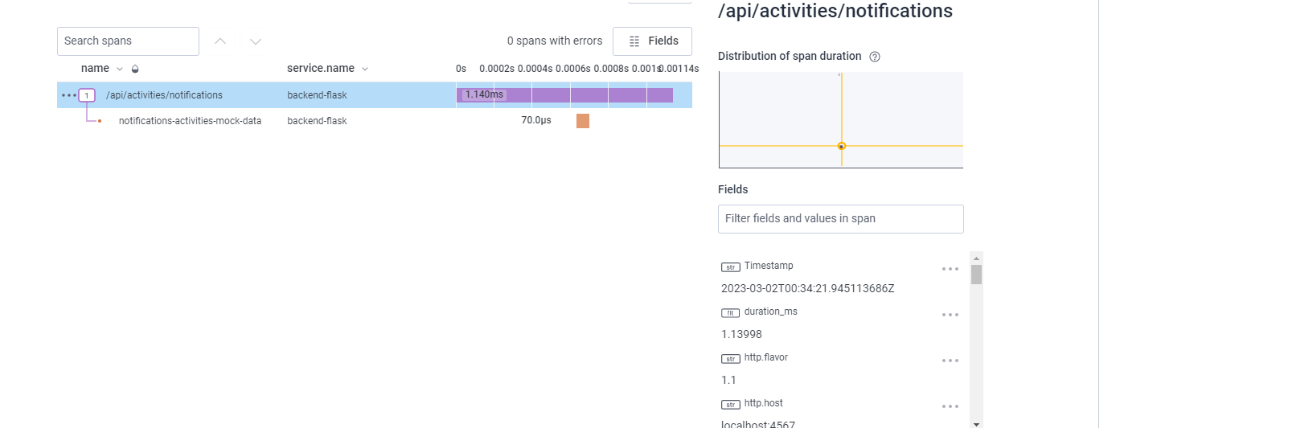 /api/activities/notifications
Search spans
0 spans with errors
Fields
name
service.name
0s 0.0002s 0.0004s 0.0006s 0.0008s 0.001s 0.00114s
1 /api/activities/notifications backend-flask 1.140ms
notifications-activities-mock-data backend-flask 70.0μs
Distribution of span duration
Fields
Filter fields and values in span
str Timestamp
2023-03-02T00:34:21.945113686Z
duration_ms
1.13998
str http.flavor
1.1
str http.host
localhost:4567